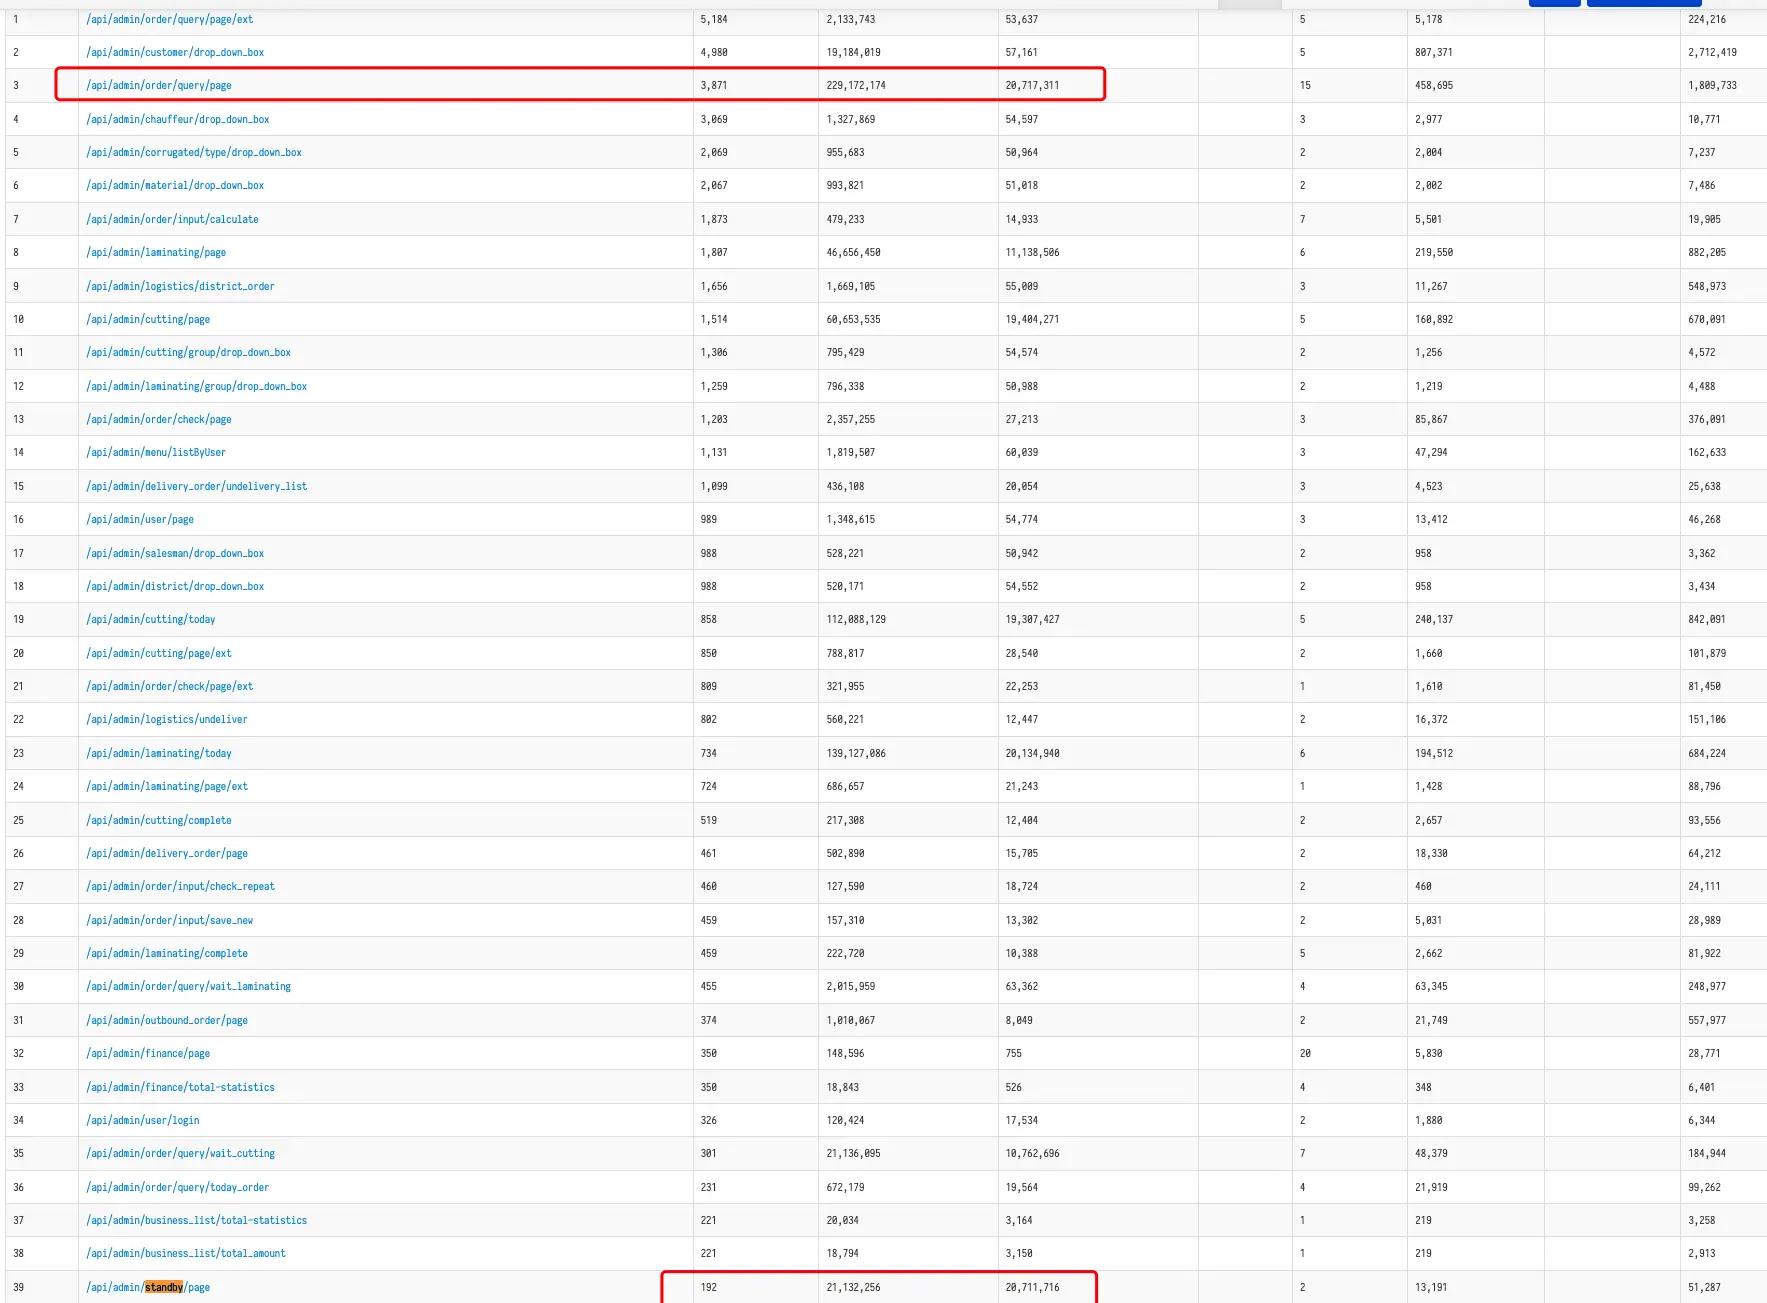 1 /api/admin/order/query/page/ext 5,184 2,133,743 53,637 5 5,178 224,216
2 /api/admin/customer/drop_down_box 4,980 19,184,019 57,161 5 807,371 2,712,419
3 /api/admin/order/query/page 3,871 229,172,174 20,717,311 15 458,695 1,809,733
4 /api/admin/chauffeur/drop_down_box 3,069 1,327,869 54,597 3 2,977 10,771
5 /api/admin/corrugated/type/drop_down_box 2,069 955,683 50,964 2 2,004 7,237
6 /api/admin/material/drop_down_box 2,067 993,821 51,018 2 2,002 7,486
7 /api/admin/order/input/calculate 1,873 479,233 14,933 7 5,501 19,905
8 /api/admin/laminating/page 1,807 46,656,450 11,138,506 6 219,550 882,205
9 /api/admin/logistics/district_order 1,656 1,669,105 55,009 3 11,267 548,973
10 /api/admin/cutting/page 1,514 60,653,535 19,404,271 5 160,892 670,091
11 /api/admin/cutting/group/drop_down_box 1,306 795,429 54,574 2 1,256 4,572
12 /api/admin/laminating/group/drop_down_box 1,259 796,338 50,988 2 1,219 4,488
13 /api/admin/order/check/page 1,203 2,357,255 27,213 3 85,867 376,091
14 /api/admin/menu/listByUser 1,131 1,819,507 60,039 3 47,294 162,633
15 /api/admin/delivery_order/undelivery_list 1,099 436,108 20,054 3 4,523 25,638
16 /api/admin/user/page 989 1,348,615 54,774 3 13,412 46,268
17 /api/admin/salesman/drop_down_box 988 528,221 50,942 2 958 3,362
18 /api/admin/district/drop_down_box 988 520,171 54,552 2 958 3,434
19 /api/admin/cutting/today 858 112,088,129 19,307,427 5 240,137 842,091
20 /api/admin/cutting/page/ext 850 788,817 28,540 2 1,660 101,879
21 /api/admin/order/check/page/ext 809 321,955 22,253 1 1,610 81,450
22 /api/admin/logistics/undeliver 802 560,221 12,447 2 16,372 151,106
23 /api/admin/laminating/today 734 139,127,086 20,134,940 6 194,512 684,224
24 /api/admin/laminating/page/ext 724 686,657 21,243 1 1,428 88,796
25 /api/admin/cutting/complete 519 217,308 12,404 2 2,657 93,556
26 /api/admin/delivery_order/page 461 502,890 15,705 2 18,330 64,212
27 /api/admin/order/input/check_repeat 460 127,590 18,724 2 460 24,111
28 /api/admin/order/input/save_new 459 157,310 13,302 2 5,031 28,989
29 /api/admin/laminating/complete 459 222,720 10,388 5 2,662 81,922
30 /api/admin/order/query/wait_laminating 455 2,015,959 63,362 4 63,345 248,977
31 /api/admin/outbound_order/page 374 1,010,067 8,049 2 21,749 557,977
32 /api/admin/finance/page 350 148,596 755 20 5,830 28,771
33 /api/admin/finance/total-statistics 350 18,843 526 4 348 6,401
34 /api/admin/user/login 326 120,424 17,534 2 1,880 6,344
35 /api/admin/order/query/wait_cutting 301 21,136,095 10,762,696 7 48,379 184,944
36 /api/admin/order/query/today_order 231 672,179 19,564 4 21,919 99,262
37 /api/admin/business_list/total-statistics 221 20,034 3,164 1 219 3,258
38 /api/admin/business_list/total_amount 221 18,794 3,150 1 219 2,913
39 /api/admin/standby/page 192 21,132,256 20,711,716 2 13,191 51,287